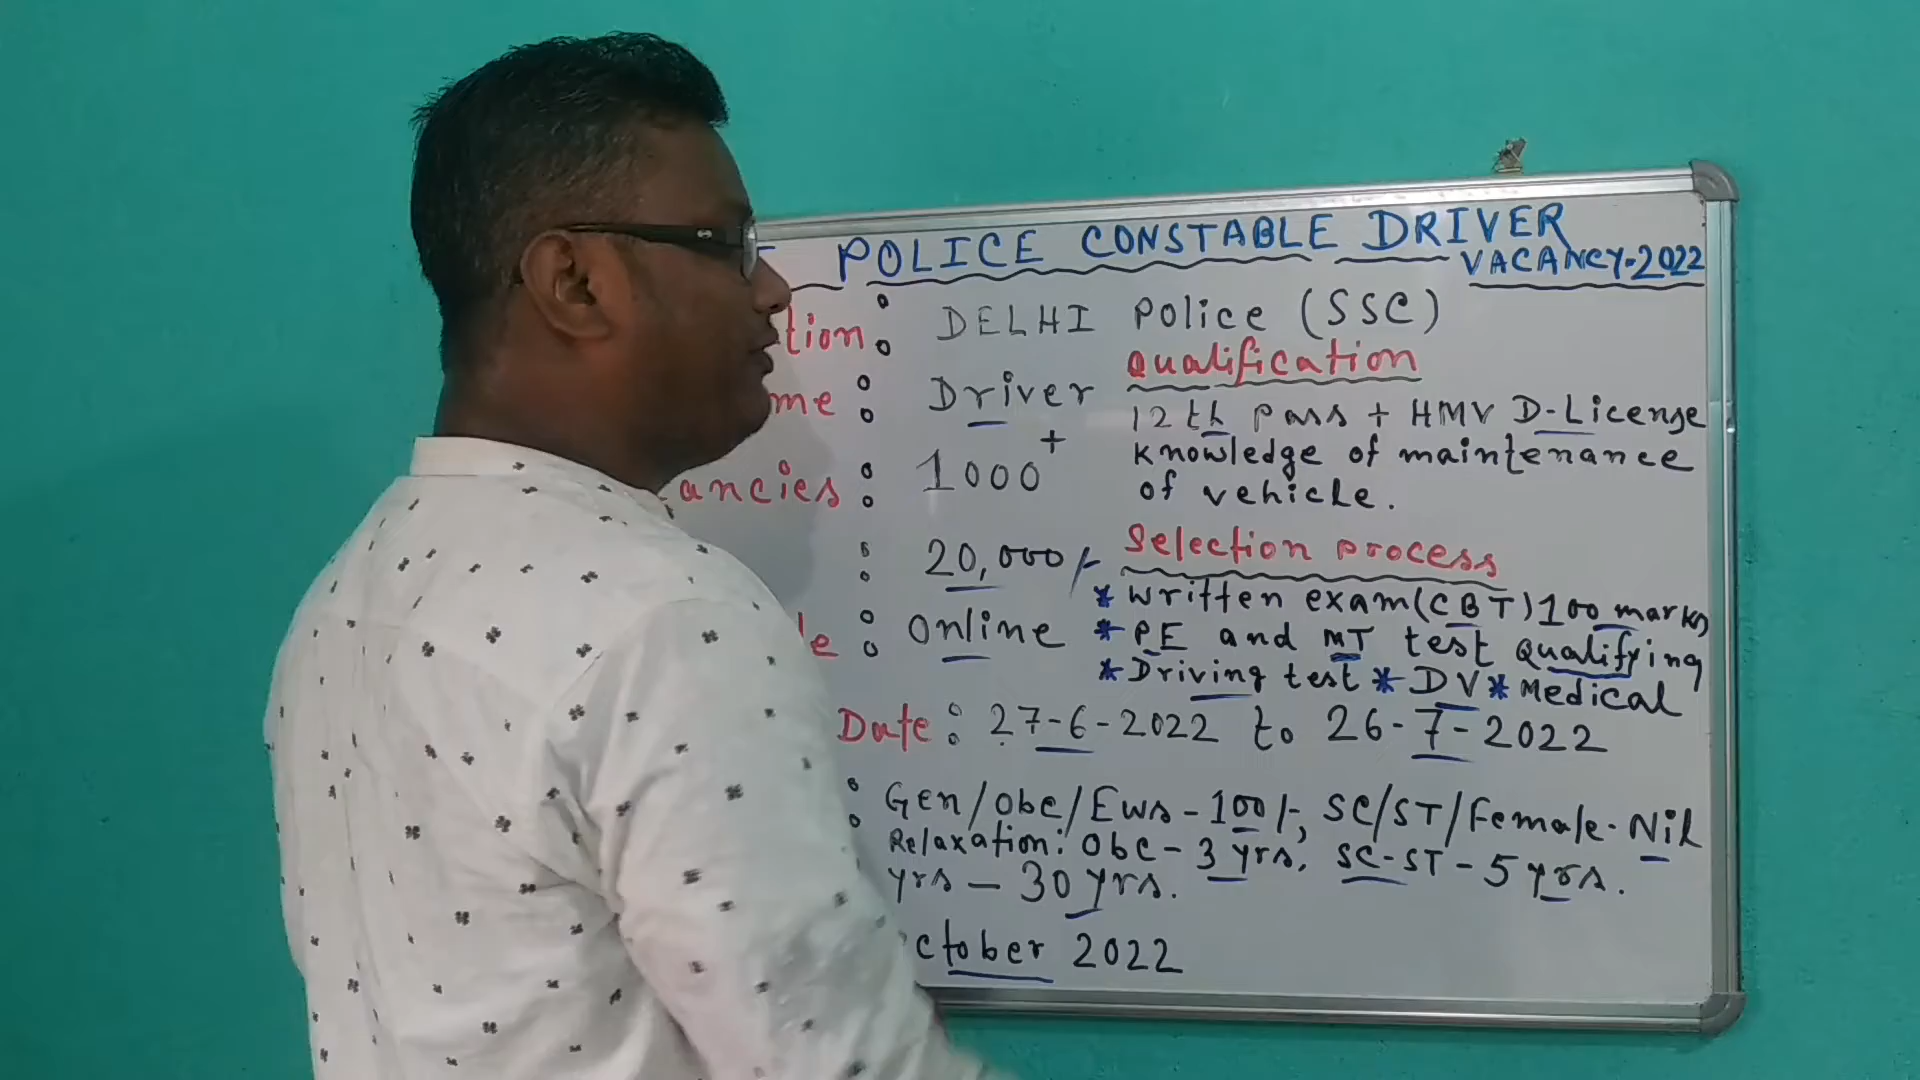 POLICE CONSTABLE DRIVER
VACANCY-2022
tion : DELHI Police (SSC)
me : Driver
ancies : 1000+
: 20,000/-
le : Online
Qualification
12th pass + HMV D-License
knowledge of maintenance
of vehicle.
Selection process
* Written exam(CBT)100 marks
* PE and MT test Qualifying
* Driving test * DV * Medical
Date : 27-6-2022 to 26-7-2022
: Gen/Obc/Ews - 100/-, SC/ST/Female - Nil
Relaxation: Obc - 3 yrs, SC-ST - 5 yrs.
yrs - 30 yrs.
ctober 2022